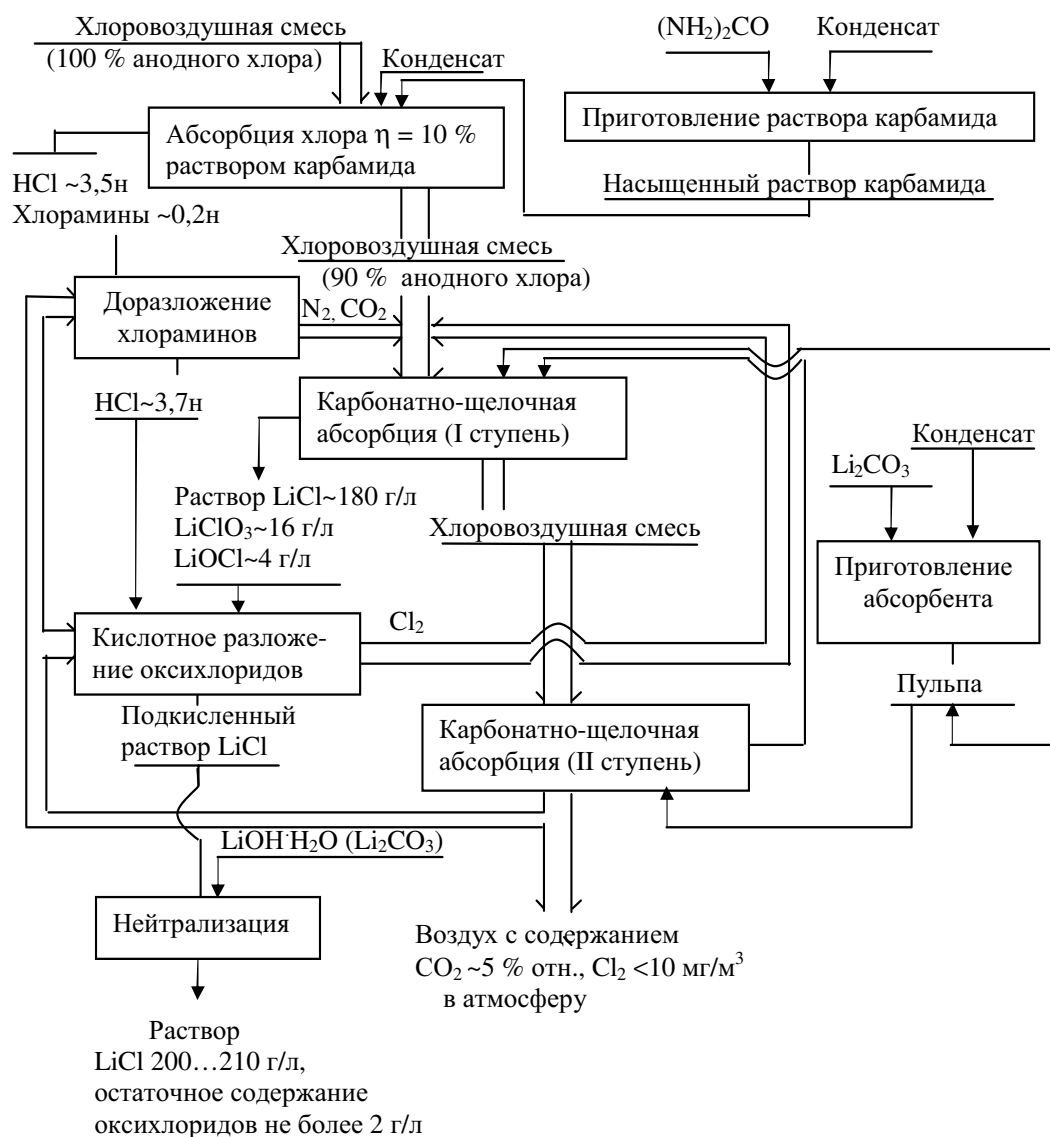 Хлоровоздушная смесь
(100 % анодного хлора)
Конденсат
(NH2)2CO
Конденсат
Абсорбция хлора η = 10 %
раствором карбамида
Приготовление раствора карбамида
HCl ~3,5н
Хлорамины ~0,2н
Насыщенный раствор карбамида
Хлоровоздушная смесь
(90 % анодного хлора)
Доразложение
хлораминов
N2, CO2
HCl~3,7н
Карбонатно-щелочная
абсорбция (I ступень)
Конденсат
Li2CO3
Раствор LiCl~180 г/л
LiClO3~16 г/л
LiOCl~4 г/л
Хлоровоздушная смесь
Приготовление
абсорбента
Кислотное разложе-
ние оксихлоридов
Cl2
Пульпа
Подкисленный
раствор LiCl
Карбонатно-щелочная
абсорбция (II ступень)
LiOH·H2O (Li2CO3)
Нейтрализация
Воздух с содержанием
CO2 ~5 % отн., Cl2 <10 мг/м³
в атмосферу
Раствор
LiCl 200…210 г/л,
остаточное содержание
оксихлоридов не более 2 г/л